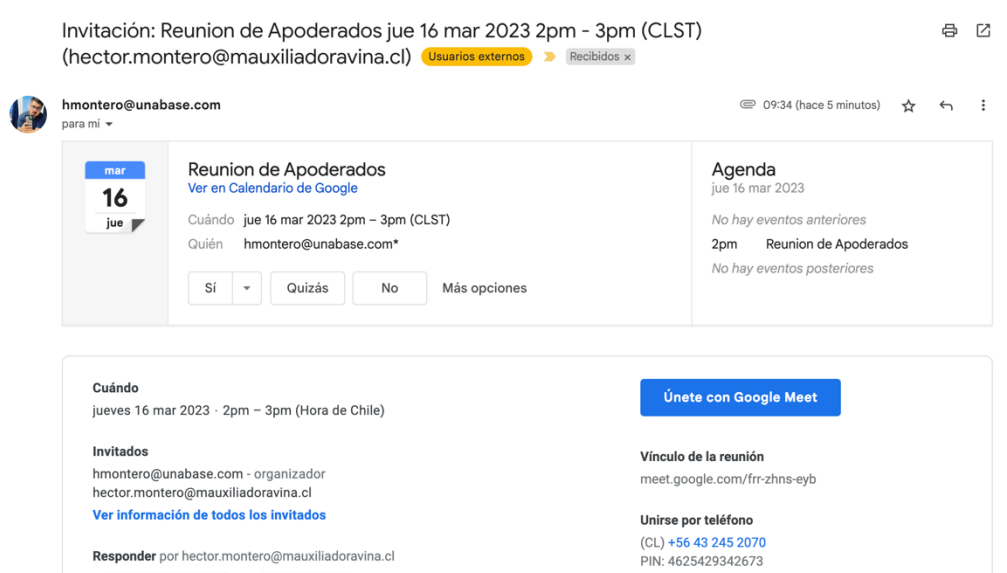 Invitación: Reunion de Apoderados jue 16 mar 2023 2pm - 3pm (CLST)
(hector.montero@mauxiliadoravina.cl) Usuarios externos Recibidos ×
hmontero@unabase.com 09:34 (hace 5 minutos)
para mí
mar
16
jue
Reunion de Apoderados
Ver en Calendario de Google
Cuándo jue 16 mar 2023 2pm – 3pm (CLST)
Quién hmontero@unabase.com*
Sí Quizás No Más opciones
Agenda
jue 16 mar 2023
No hay eventos anteriores
2pm Reunion de Apoderados
No hay eventos posteriores
Cuándo
jueves 16 mar 2023 · 2pm – 3pm (Hora de Chile)
Invitados
hmontero@unabase.com - organizador
hector.montero@mauxiliadoravina.cl
Ver información de todos los invitados
Responder por hector.montero@mauxiliadoravina.cl
Únete con Google Meet
Vínculo de la reunión
meet.google.com/frr-zhns-eyb
Unirse por teléfono
(CL) +56 43 245 2070
PIN: 4625429342673